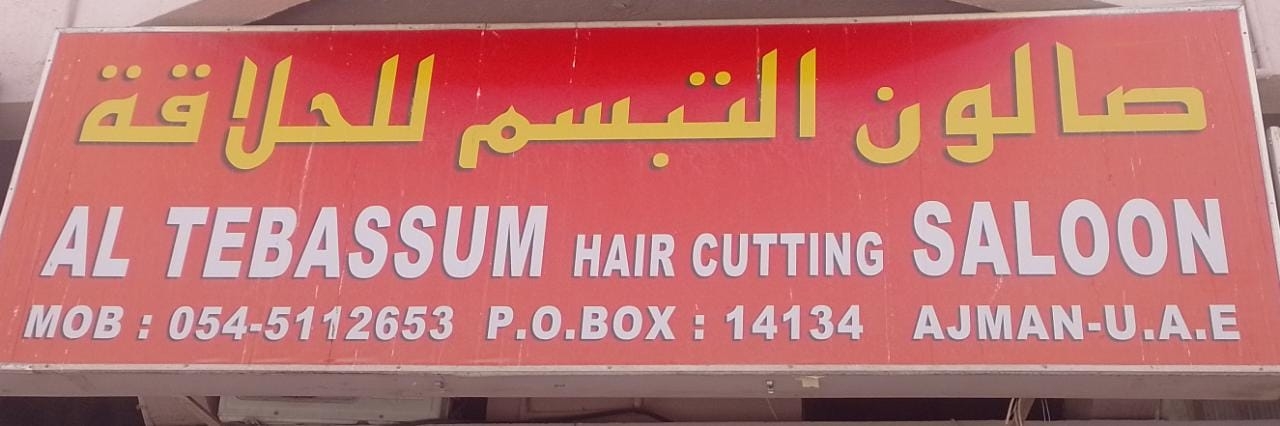 صالون التبسم للحلاقة
AL TEBASSUM HAIR CUTTING SALOON
MOB : 054-5112653 P.O.BOX : 14134 AJMAN-U.A.E